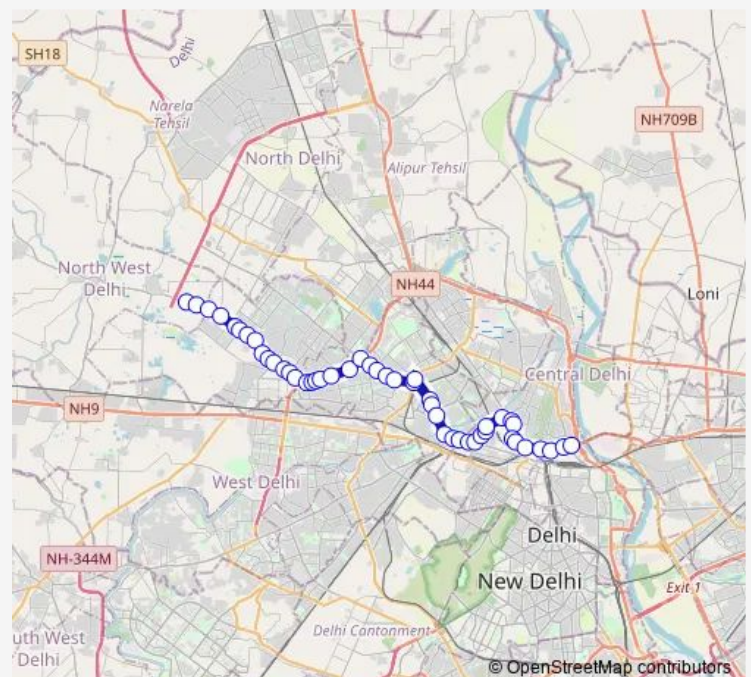 SH18
Delhi
Narela
Tehsil
NH709B
North Delhi
Alipur Tehsil
North West
Delhi
NH44
Loni
Central Delhi
NH9
West Delhi
Delhi
NH-344M
New Delhi
Exit 1
Delhi Cantonment
uth West
Delhi
© OpenStreetMap contributors